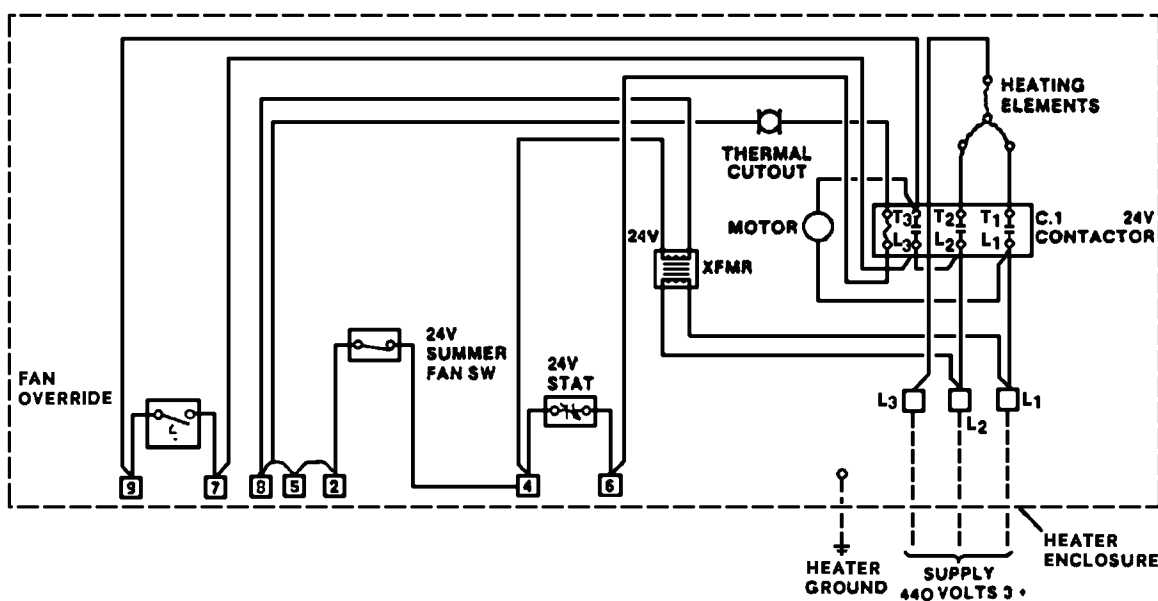 HEATING
ELEMENTS
THERMAL
CUTOUT
MOTOR
T3 T2 T1
L3 L2 L1
C.1 24V
CONTACTOR
24V
XFMR
24V
SUMMER
FAN SW
24V
STAT
FAN
OVERRIDE
L3 L2 L1
9 7 8 5 2 4 6
HEATER
GROUND
SUPPLY
440 VOLTS 3
HEATER
ENCLOSURE